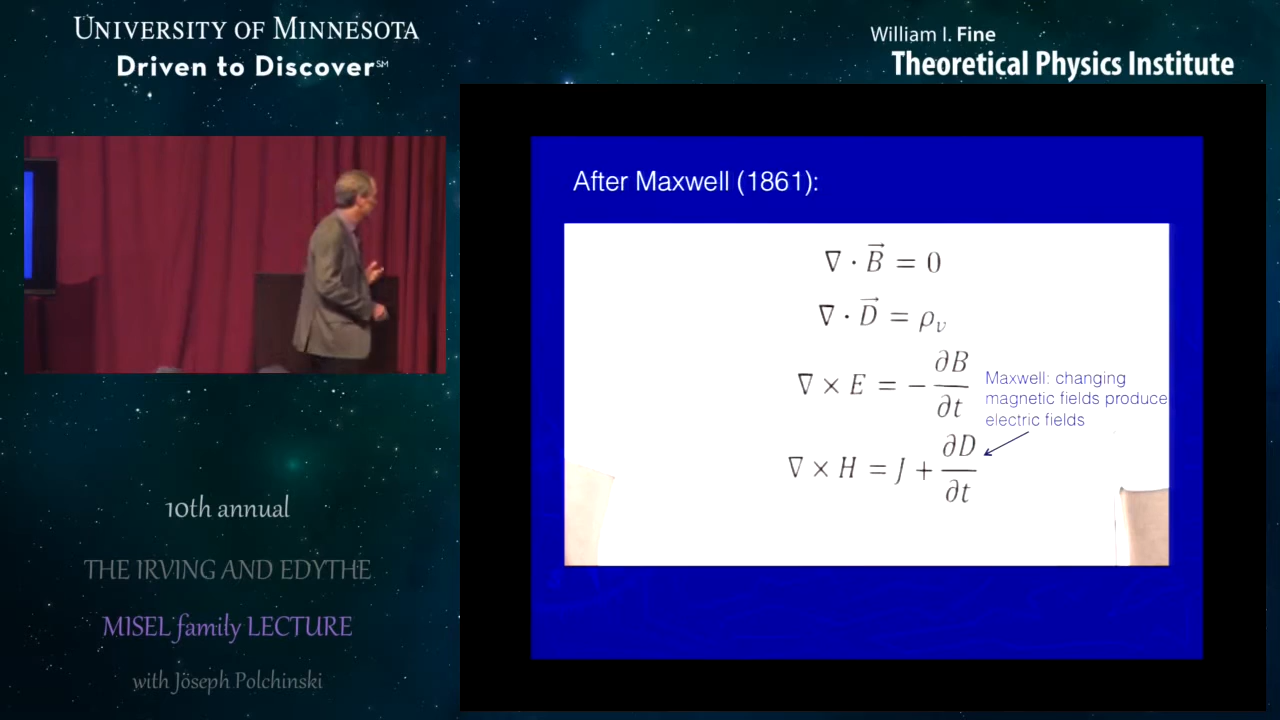 UNIVERSITY OF MINNESOTA
Driven to Discover℠
William I. Fine
Theoretical Physics Institute
After Maxwell (1861):
∇ · B⃗ = 0
∇ · D⃗ = ρᵥ
∇ × E = − ∂B/∂t
Maxwell: changing
magnetic fields produce
electric fields
∇ × H = J + ∂D/∂t
10th annual
THE IRVING AND EDYTHE
MISEL family LECTURE
with Joseph Polchinski